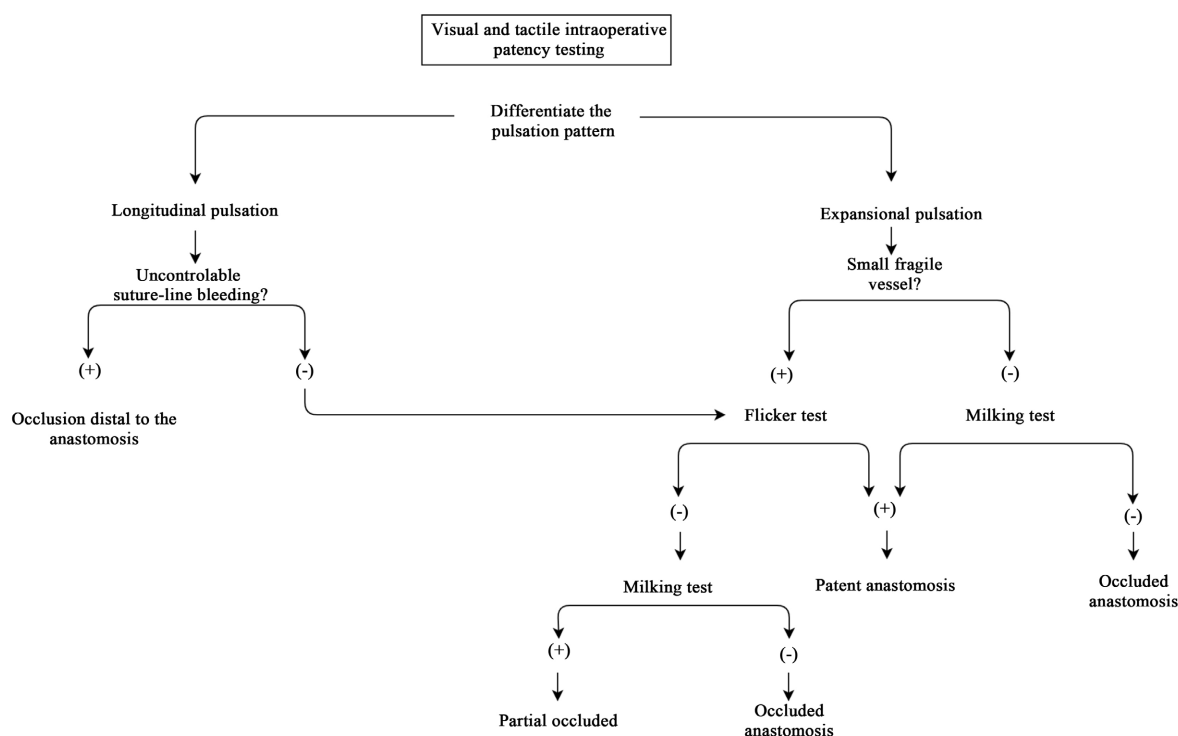 Visual and tactile intraoperative
patency testing
Differentiate the
pulsation pattern
Longitudinal pulsation
Expansional pulsation
Uncontrolable
suture-line bleeding?
Small fragile
vessel?
(+)
(-)
(+)
(-)
Occlusion distal to the
anastomosis
Flicker test
Milking test
(-)
(+)
(-)
Milking test
Patent anastomosis
Occluded
anastomosis
(+)
(-)
Partial occluded
Occluded
anastomosis